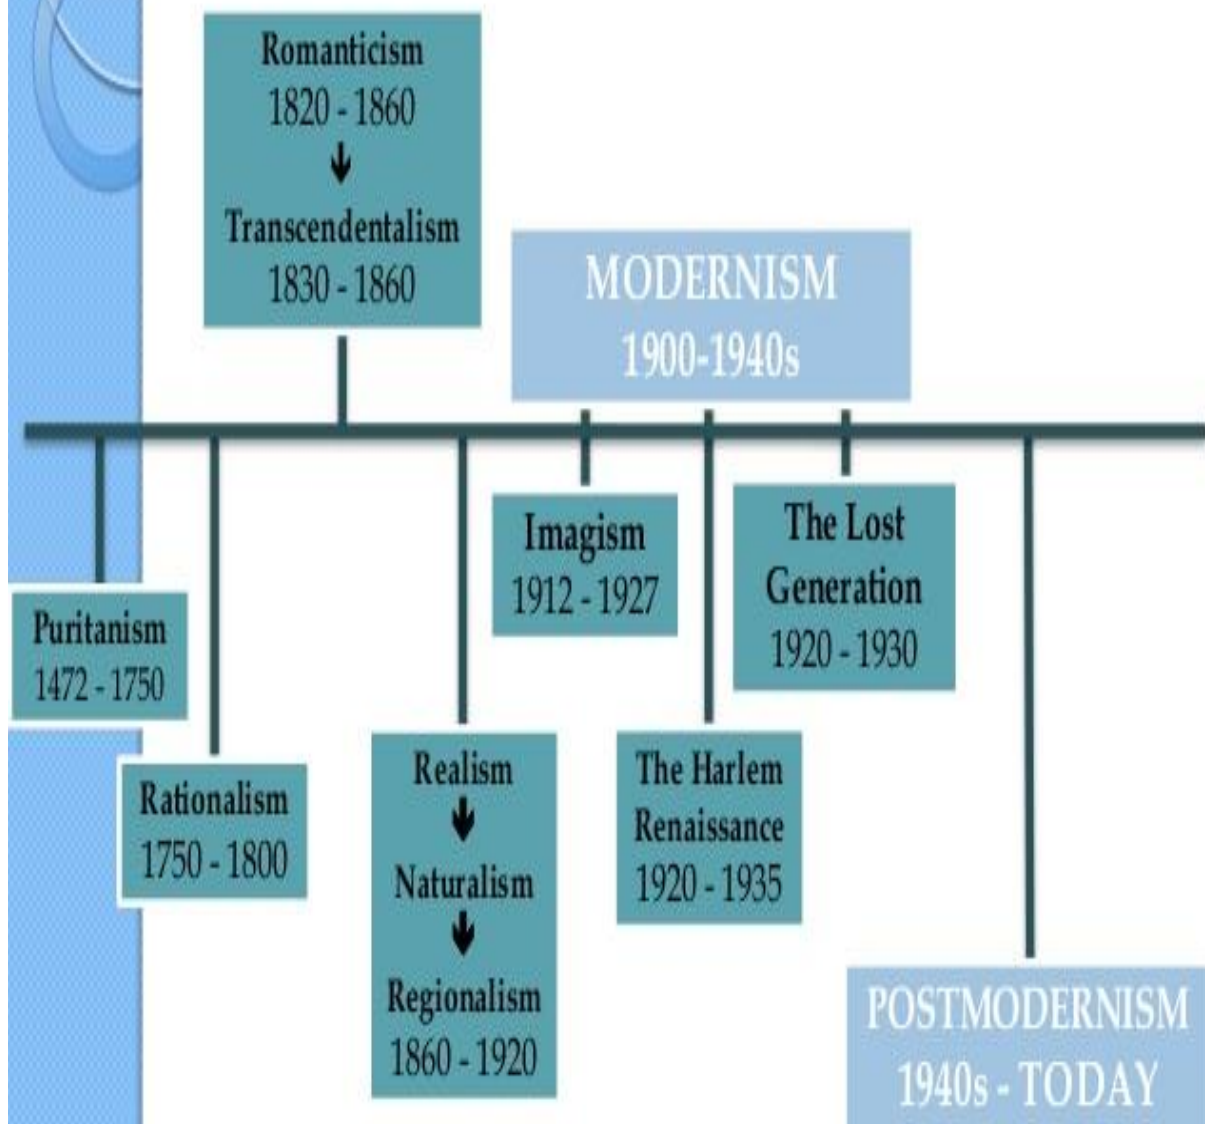 Romanticism
1820 - 1860
Transcendentalism
1830 - 1860
MODERNISM
1900-1940s
Puritanism
1472 - 1750
Rationalism
1750 - 1800
Realism
Naturalism
Regionalism
1860 - 1920
Imagism
1912 - 1927
The Harlem
Renaissance
1920 - 1935
The Lost
Generation
1920 - 1930
POSTMODERNISM
1940s - TODAY